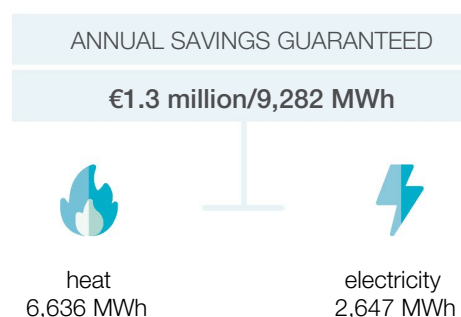 ANNUAL SAVINGS GUARANTEED
€1.3 million/9,282 MWh
heat
6,636 MWh
electricity
2,647 MWh